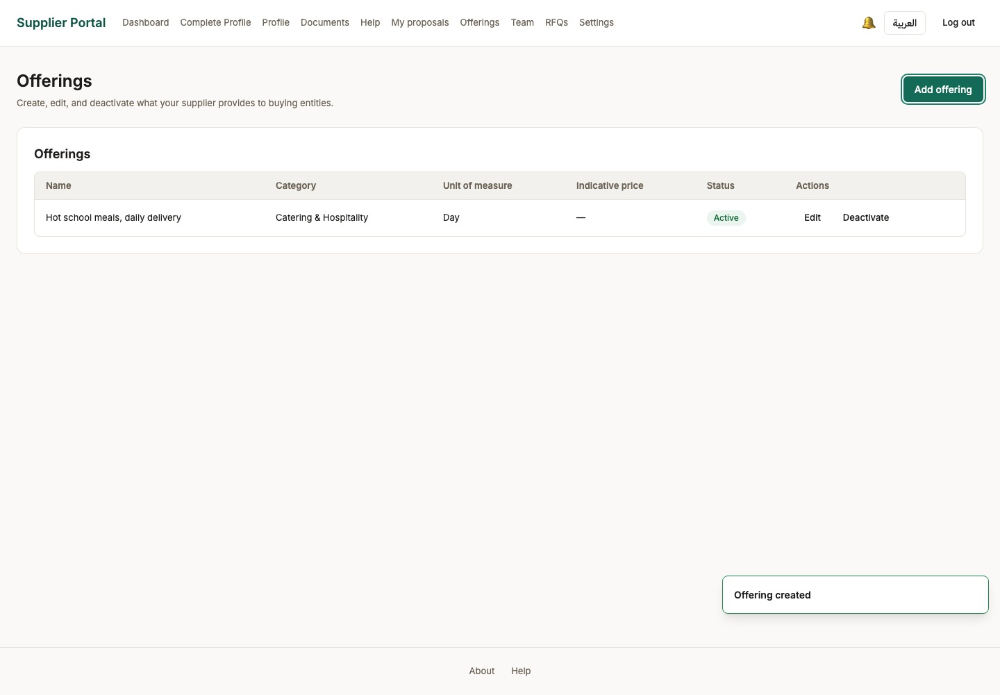 Supplier Portal Dashboard Complete Profile Profile Documents Help My proposals Offerings Team RFQs Settings العربية Log out
Offerings
Create, edit, and deactivate what your supplier provides to buying entities.
Add offering
Offerings
Name Category Unit of measure Indicative price Status Actions
Hot school meals, daily delivery Catering & Hospitality Day — Active Edit Deactivate
Offering created
About Help